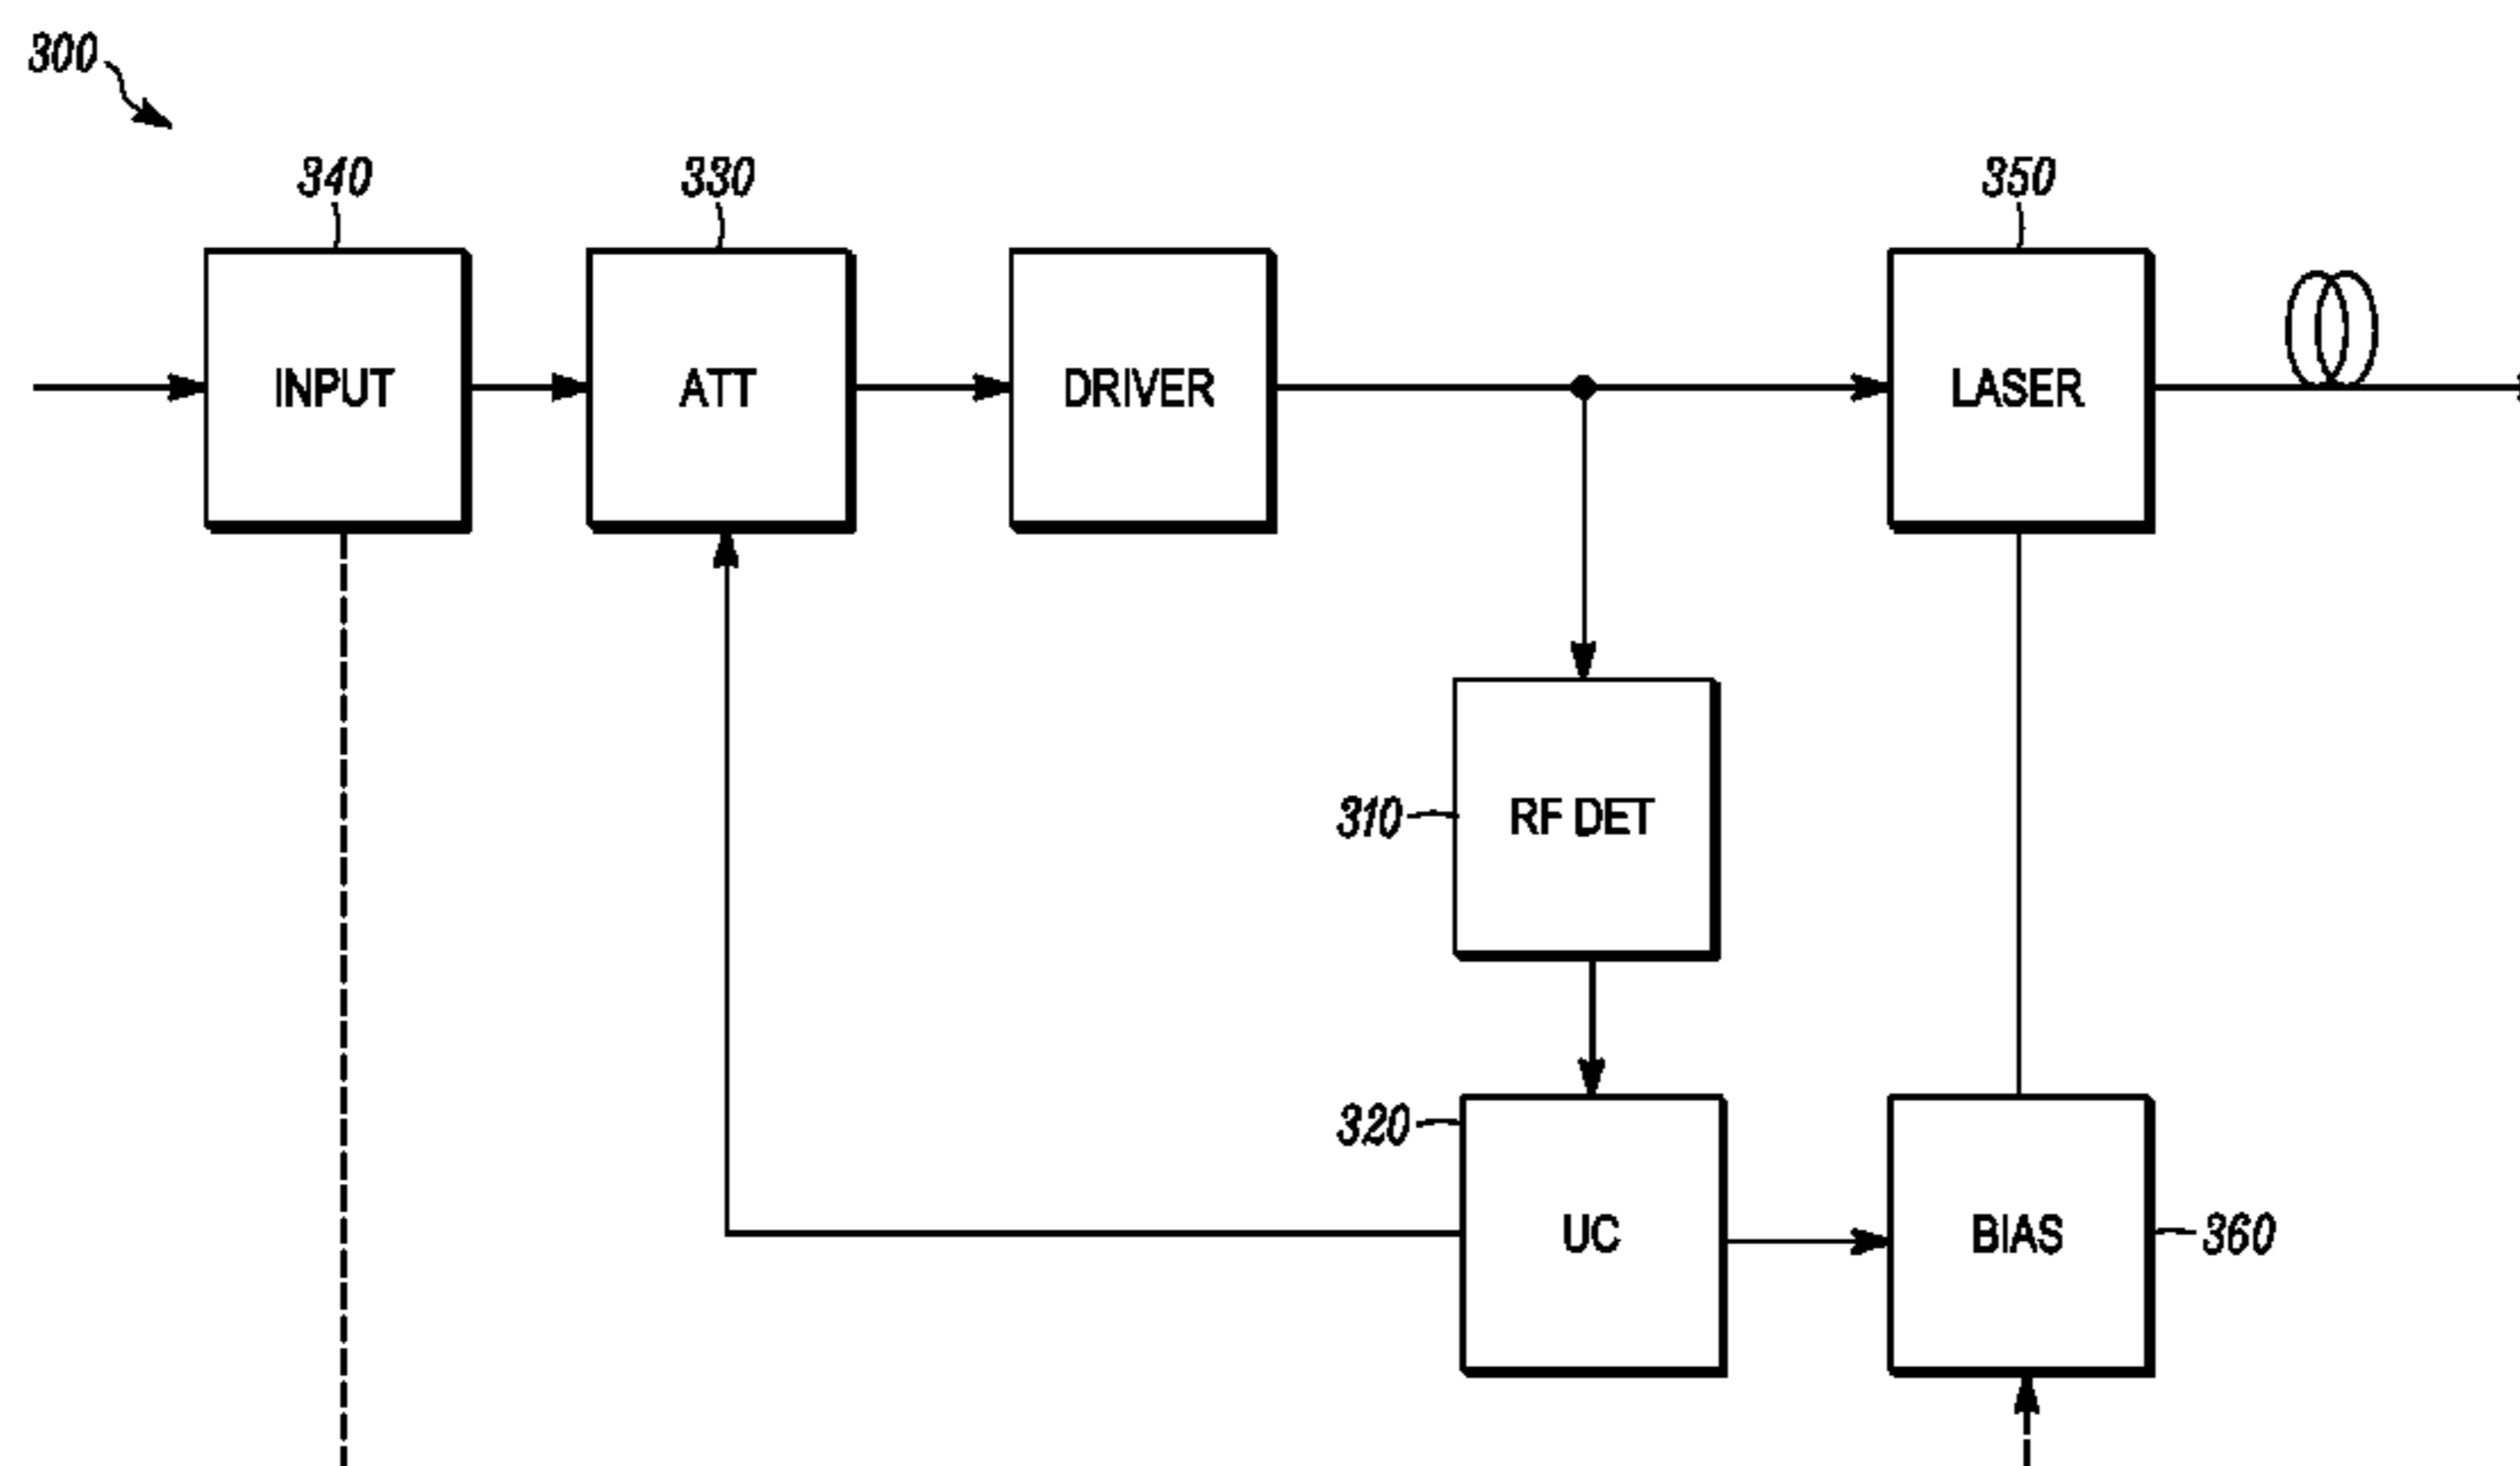 300
340
330
350
INPUT
ATT
DRIVER
LASER
310
RF DET
320
UC
BIAS
360